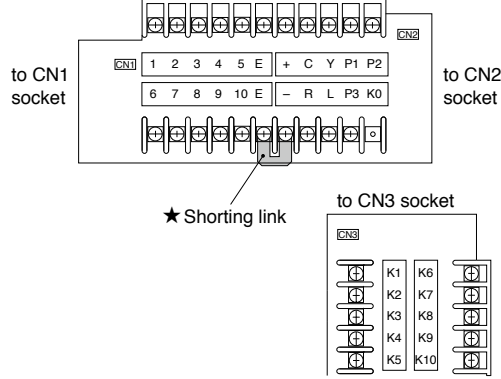 CN2
CN1 1 2 3 4 5 E + C Y P1 P2
6 7 8 9 10 E – R L P3 K0
to CN1
socket
to CN2
socket
★ Shorting link
to CN3 socket
CN3
K1 K6
K2 K7
K3 K8
K4 K9
K5 K10